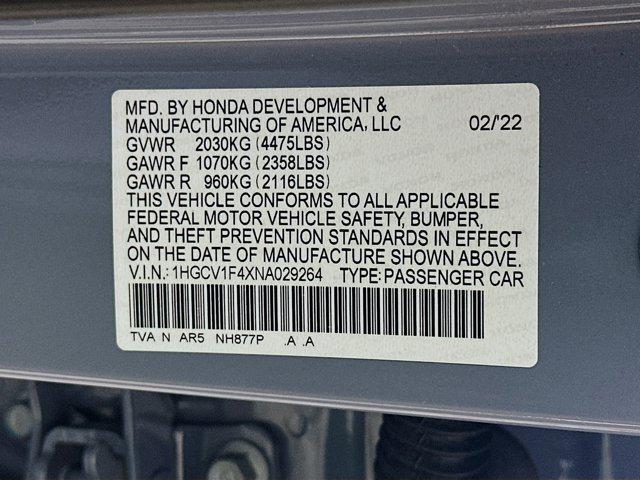 MFD. BY HONDA DEVELOPMENT &
MANUFACTURING OF AMERICA, LLC 02/'22
GVWR 2030KG (4475LBS)
GAWR F 1070KG (2358LBS)
GAWR R 960KG (2116LBS)
THIS VEHICLE CONFORMS TO ALL APPLICABLE
FEDERAL MOTOR VEHICLE SAFETY, BUMPER,
AND THEFT PREVENTION STANDARDS IN EFFECT
ON THE DATE OF MANUFACTURE SHOWN ABOVE.
V.I.N.: 1HGCV1F4XNA029264 TYPE: PASSENGER CAR
TVA N AR5 NH877P .A .A